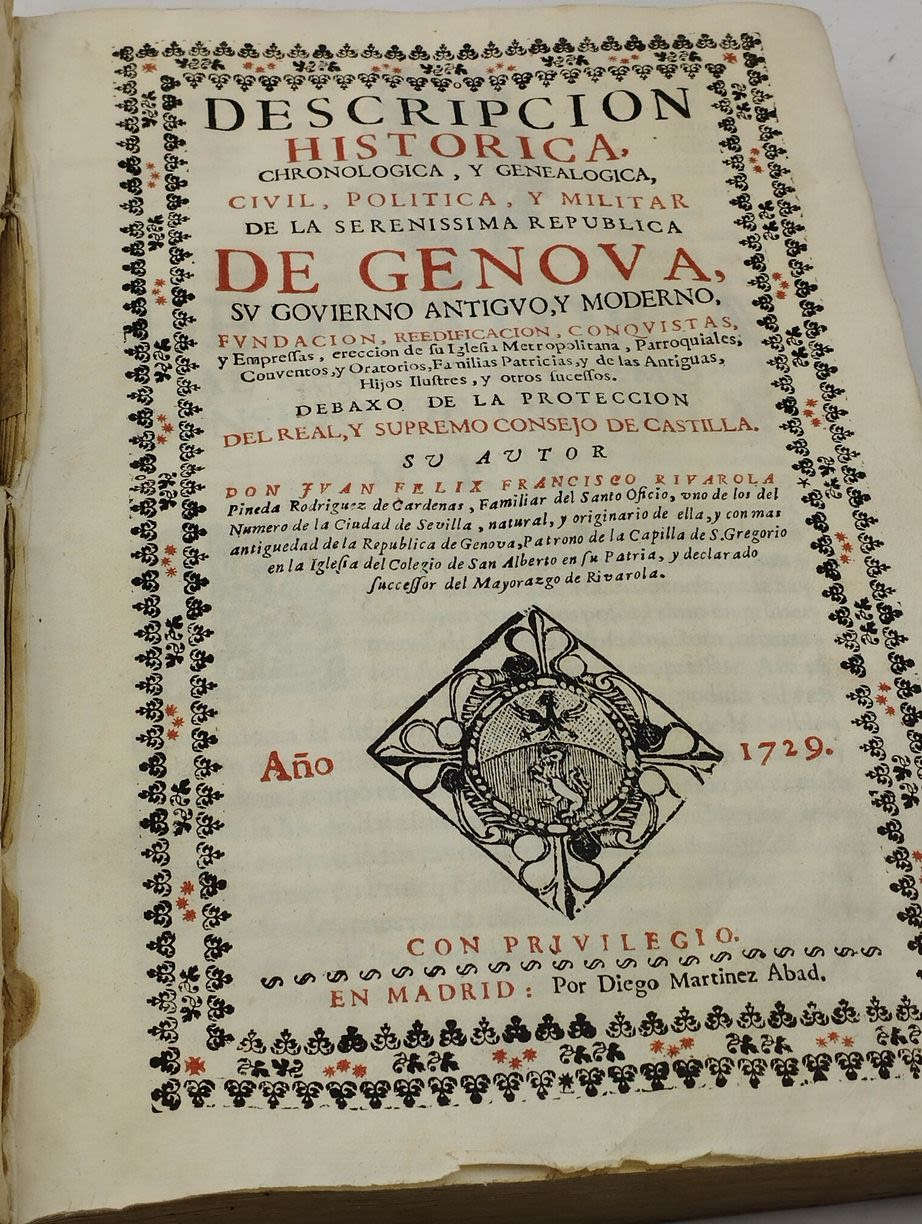 DESCRIPCION
HISTORICA,
CHRONOLOGICA, Y GENEALOGICA,
CIVIL, POLITICA, Y MILITAR
DE LA SERENISSIMA REPUBLICA
DE GENOVA,
SV GOVIERNO ANTIGVO, Y MODERNO,
FVNDACION, REEDIFICACION, CONQVISTAS,
y Empreſſas, ereccion de ſu Igleſia Metropolitana, Parroquiales,
Conventos, y Oratorios, Familias Patricias, y de las Antiguas,
Hijos Iluſtres, y otros ſuceſſos.
DEBAXO DE LA PROTECCION
DEL REAL, Y SUPREMO CONSEJO DE CASTILLA.
SU AUTOR
DON JVAN FELIX FRANCISCO RIVAROLA
Pineda Rodriguez de Cardenas, Familiar del Santo Oficio, vno de los del
Numero de la Ciudad de Sevilla, natural, y originario de ella, y con mas
antiguedad de la Republica de Genova, Patrono de la Capilla de S. Gregorio
en la Igleſia del Colegio de San Alberto en ſu Patria, y declarado
ſucceſſor del Mayorazgo de Rivarola.
Año 1729.
CON PRIVILEGIO.
EN MADRID: Por Diego Martinez Abad.